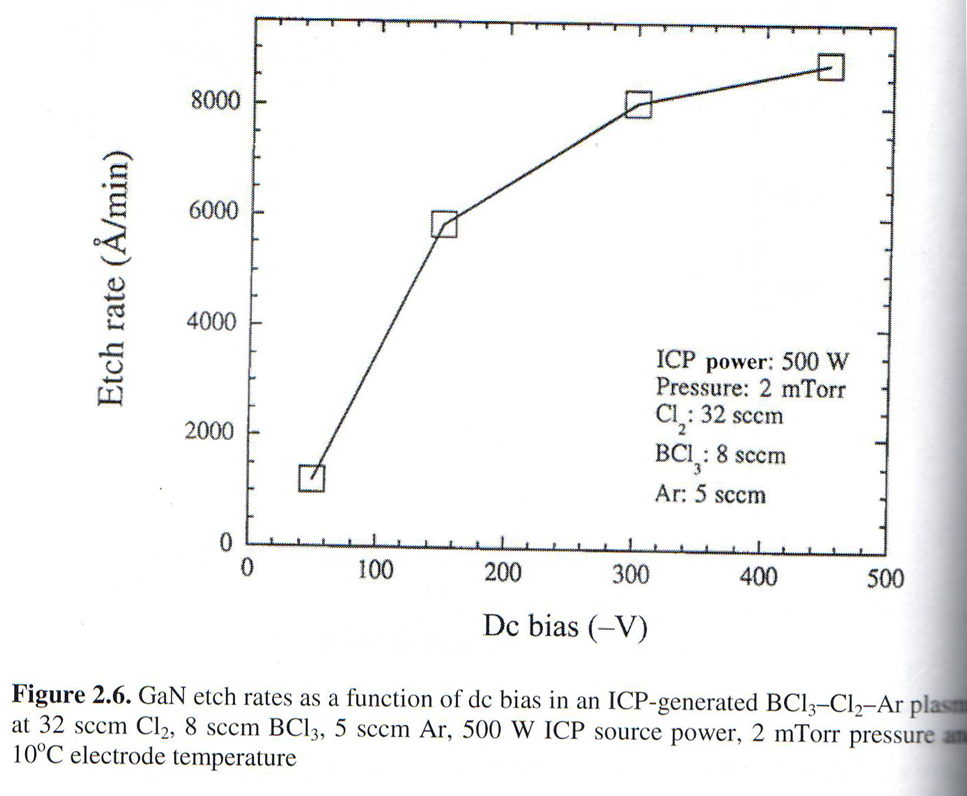 8000
6000
4000
2000
0
Etch rate (Å/min)
ICP power: 500 W
Pressure: 2 mTorr
Cl₂: 32 sccm
BCl₃: 8 sccm
Ar: 5 sccm
0 100 200 300 400 500
Dc bias (–V)
Figure 2.6. GaN etch rates as a function of dc bias in an ICP-generated BCl₃–Cl₂–Ar
at 32 sccm Cl₂, 8 sccm BCl₃, 5 sccm Ar, 500 W ICP source power, 2 mTorr pressure
10°C electrode temperature